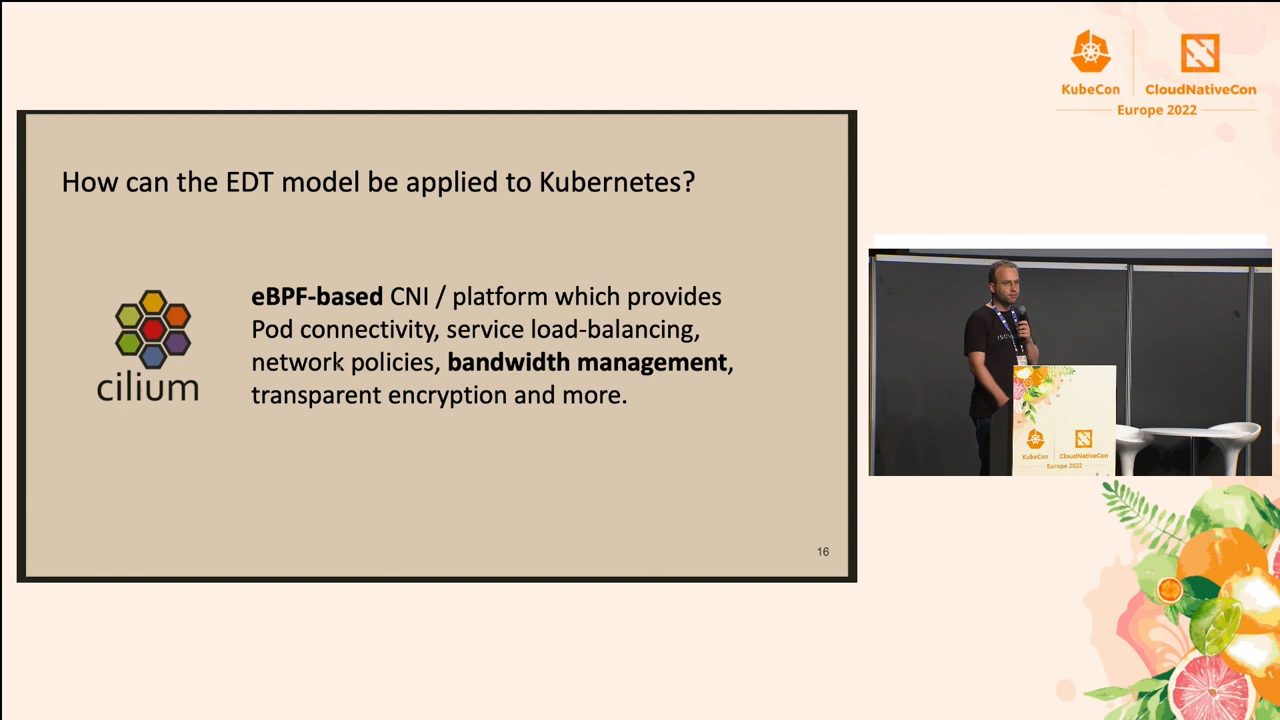 KubeCon
CloudNativeCon
Europe 2022
How can the EDT model be applied to Kubernetes?
eBPF-based CNI / platform which provides
Pod connectivity, service load-balancing,
network policies, bandwidth management,
transparent encryption and more.
cilium
16
KubeCon
CloudNativeCon
Europe 2022